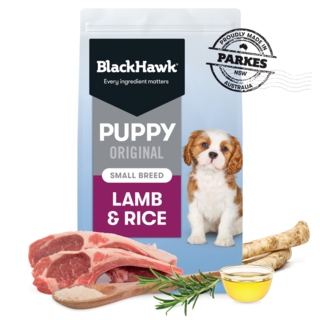 BlackHawk
Every ingredient matters
PUPPY
ORIGINAL
SMALL BREED
LAMB
& RICE
PROUDLY MADE IN
PARKES
NSW
AUSTRALIA